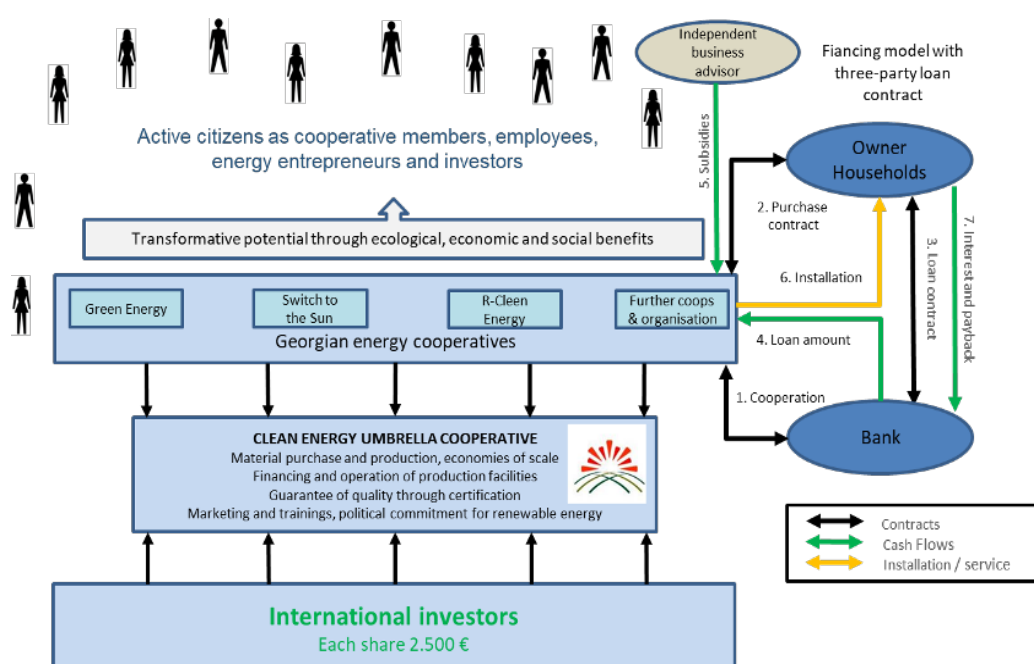 Independent
business
advisor
Fiancing model with
three-party loan
contract
Active citizens as cooperative members, employees,
energy entrepreneurs and investors
5. Subsidies
Owner
Households
2. Purchase
contract
Transformative potential through ecological, economic and social benefits
3. Loan contract
7. Interest and payback
6. Installation
Green Energy
Switch to
the Sun
R-Cleen
Energy
Further coops
& organisation
Georgian energy cooperatives
4. Loan amount
1. Cooperation
Bank
CLEAN ENERGY UMBRELLA COOPERATIVE
Material purchase and production, economies of scale
Financing and operation of production facilities
Guarantee of quality through certification
Marketing and trainings, political commitment for renewable energy
Contracts
Cash Flows
Installation / service
International investors
Each share 2.500 €